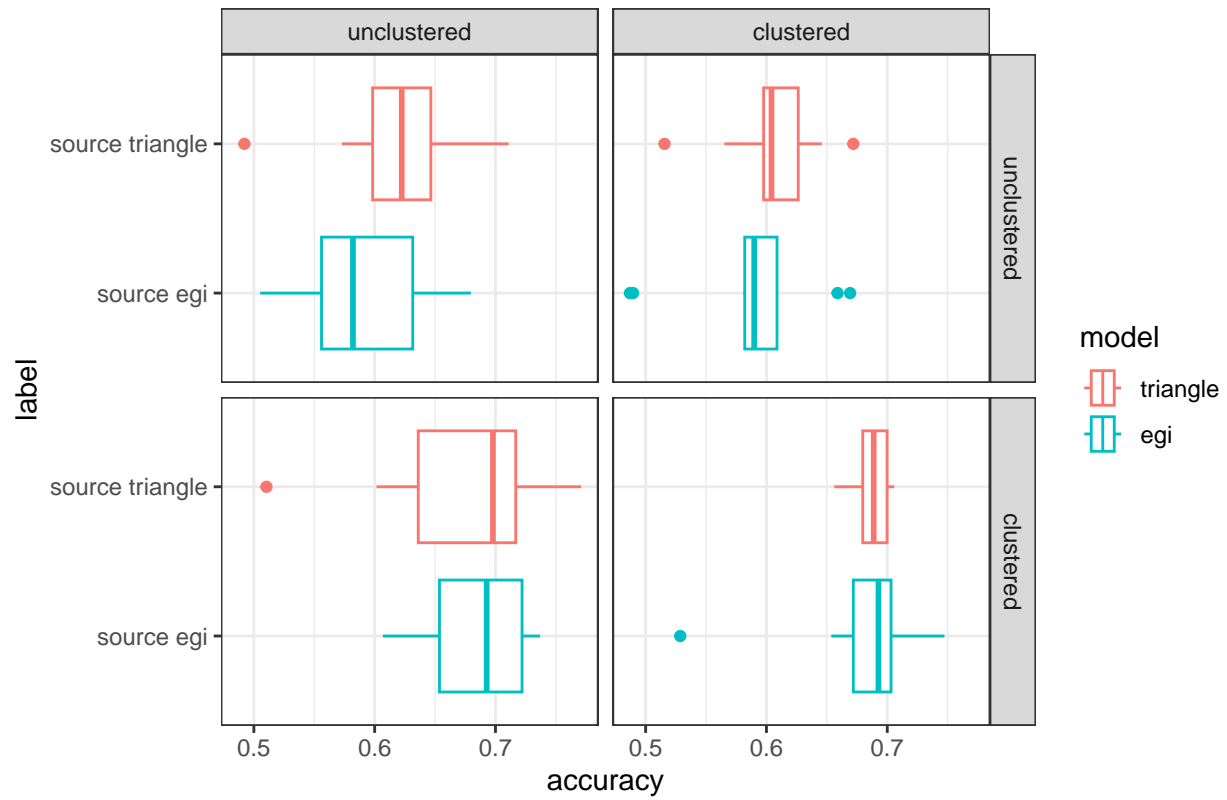 unclustered
clustered
source triangle
source egi
unclustered
source triangle
source egi
clustered
label
0.5
0.6
0.7
0.5
0.6
0.7
accuracy
model
triangle
egi